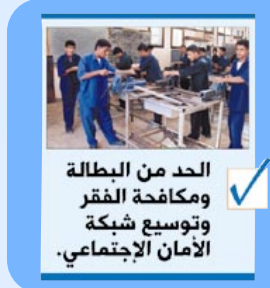 الحد من البطالة
ومكافحة الفقر
وتوسيع شبكة
الأمان الإجتماعي.